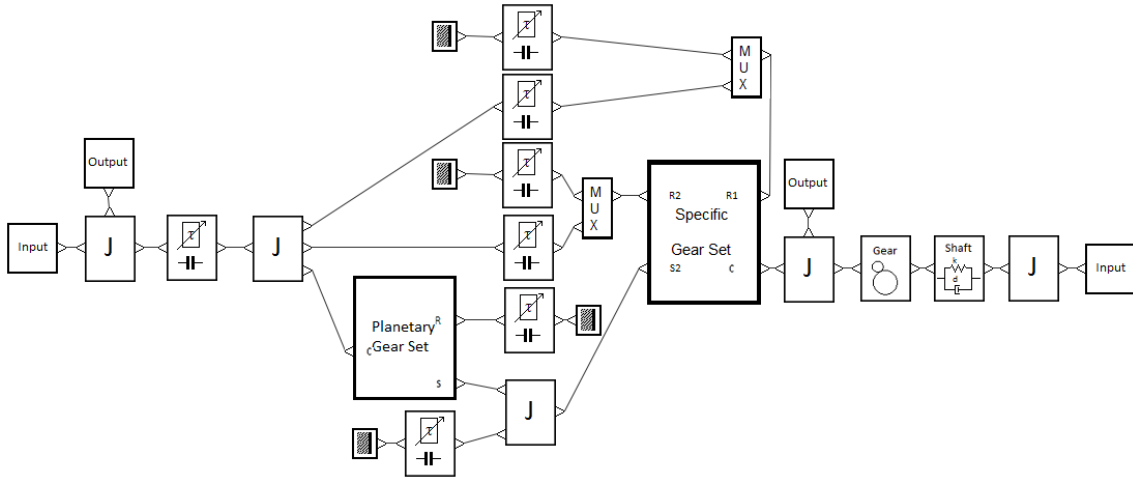 τ
M
U
X
τ
Output
τ
M
U
X
R2
R1
Specific
Gear Set
S2
C
Output
Input
J
τ
J
τ
J
Gear
Shaft
k
d
J
Input
Planetary
R
Gear Set
C
S
τ
J
τ